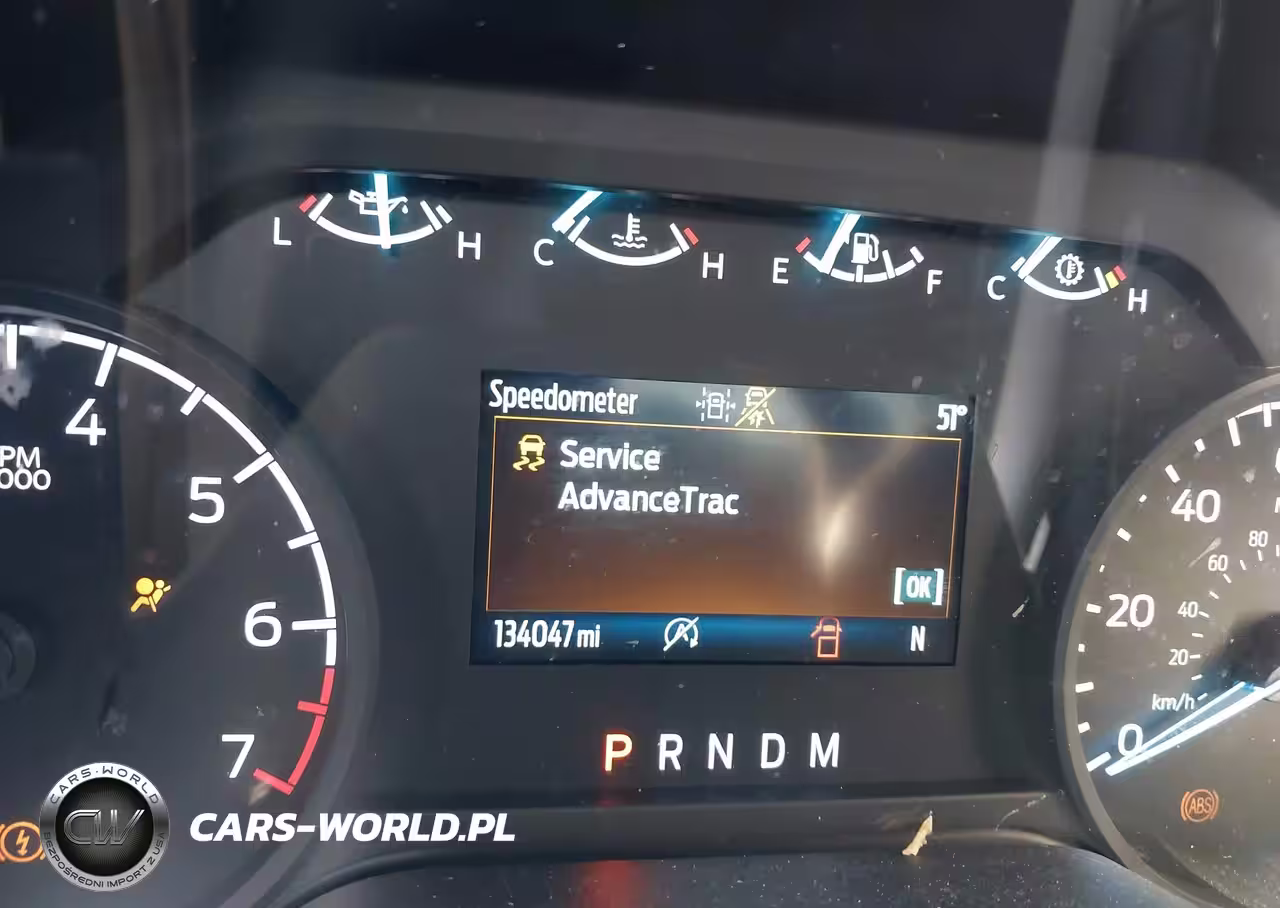 L H
C H
E F
C H
Speedometer 51°
Service
AdvanceTrac
[OK]
134047 mi N
P R N D M
4
PM
000
5
6
7
40
80
60
20
40
20
km/h
0
ABS
CARS-WORLD
CW
BEZPOŚREDNI IMPORT Z USA
CARS-WORLD.PL